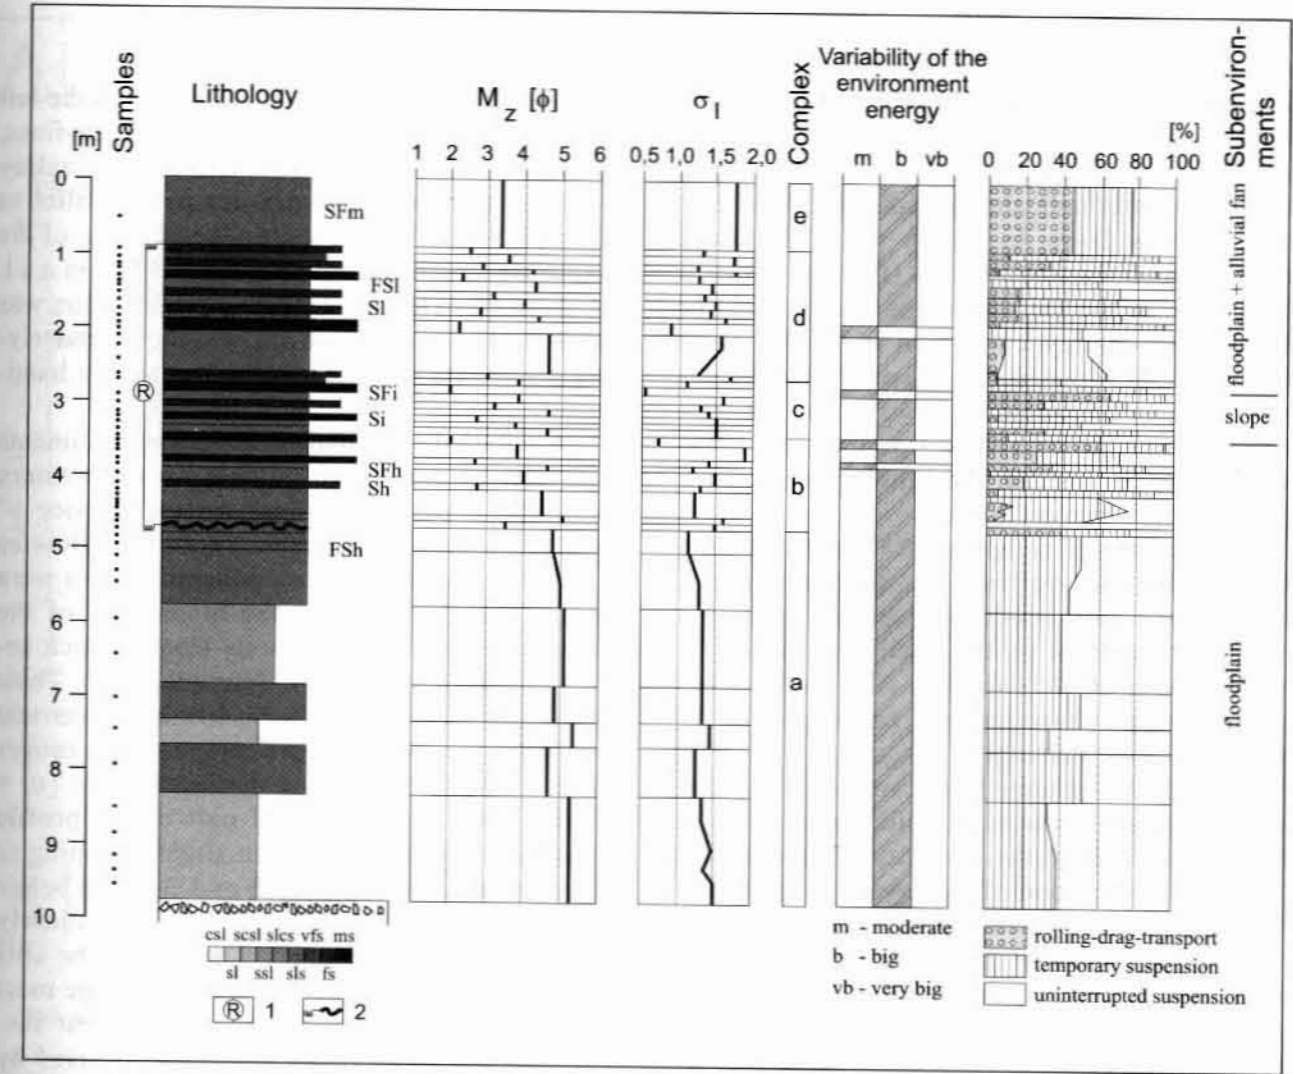 Samples
Lithology
M_z [ϕ]
σ_I
Complex
Variability of the
environment
energy
Subenviron-
ments
[m]
[%]
1 2 3 4 5 6
0,5 1,0 1,5 2,0
m b vb
0 20 40 60 80 100
0
1
2
3
4
5
6
7
8
9
10
SFm
FSl
Sl
SFi
Si
SFh
Sh
FSh
R
e
d
c
b
a
floodplain + alluvial fan
slope
floodplain
csl scsl slcs vfs ms
sl ssl sls fs
R 1 2
m - moderate
b - big
vb - very big
rolling-drag-transport
temporary suspension
uninterrupted suspension